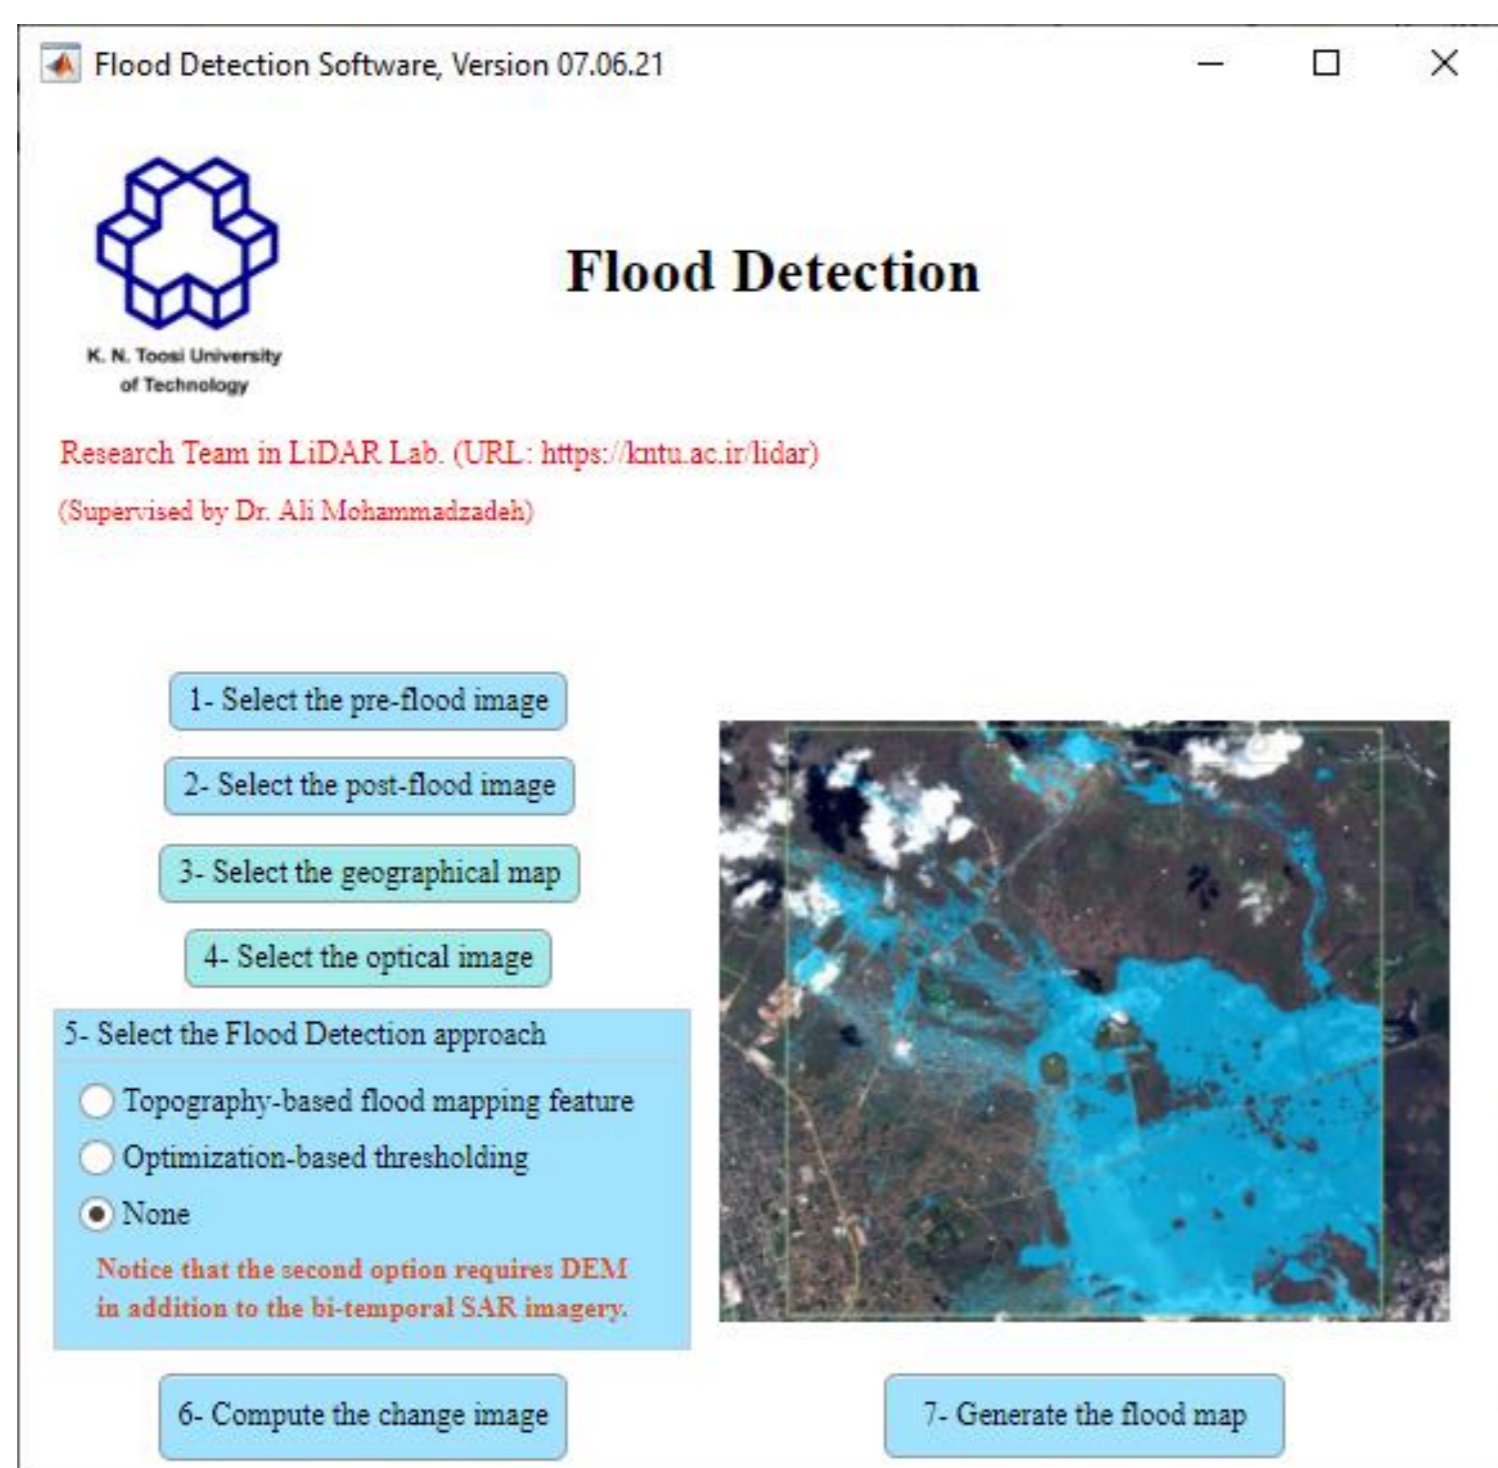 Flood Detection Software, Version 07.06.21
K. N. Toosi University
of Technology
Flood Detection
Research Team in LiDAR Lab. (URL: https://kntu.ac.ir/lidar)
(Supervised by Dr. Ali Mohammadzadeh)
1- Select the pre-flood image
2- Select the post-flood image
3- Select the geographical map
4- Select the optical image
5- Select the Flood Detection approach
Topography-based flood mapping feature
Optimization-based thresholding
None
Notice that the second option requires DEM
in addition to the bi-temporal SAR imagery.
6- Compute the change image
7- Generate the flood map